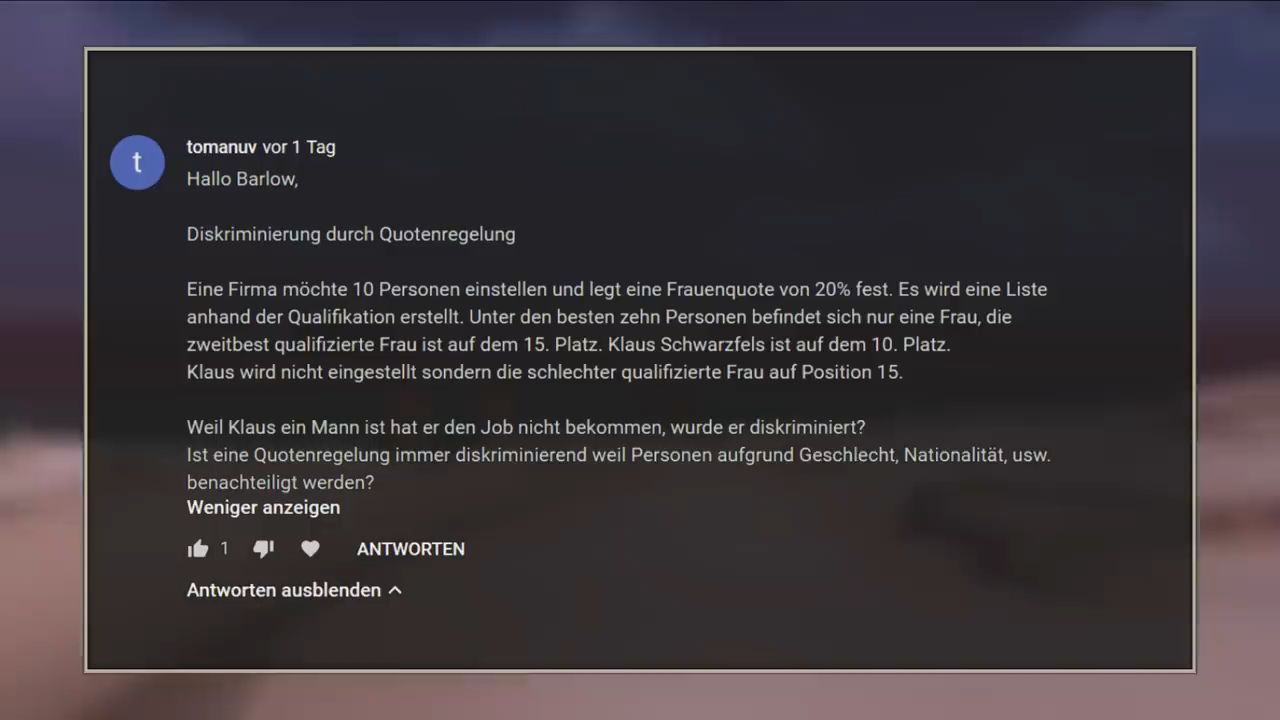 t
tomanuv vor 1 Tag
Hallo Barlow,
Diskriminierung durch Quotenregelung
Eine Firma möchte 10 Personen einstellen und legt eine Frauenquote von 20% fest. Es wird eine Liste
anhand der Qualifikation erstellt. Unter den besten zehn Personen befindet sich nur eine Frau, die
zweitbest qualifizierte Frau ist auf dem 15. Platz. Klaus Schwarzfels ist auf dem 10. Platz.
Klaus wird nicht eingestellt sondern die schlechter qualifizierte Frau auf Position 15.
Weil Klaus ein Mann ist hat er den Job nicht bekommen, wurde er diskriminiert?
Ist eine Quotenregelung immer diskriminierend weil Personen aufgrund Geschlecht, Nationalität, usw.
benachteiligt werden?
Weniger anzeigen
1 ANTWORTEN
Antworten ausblenden